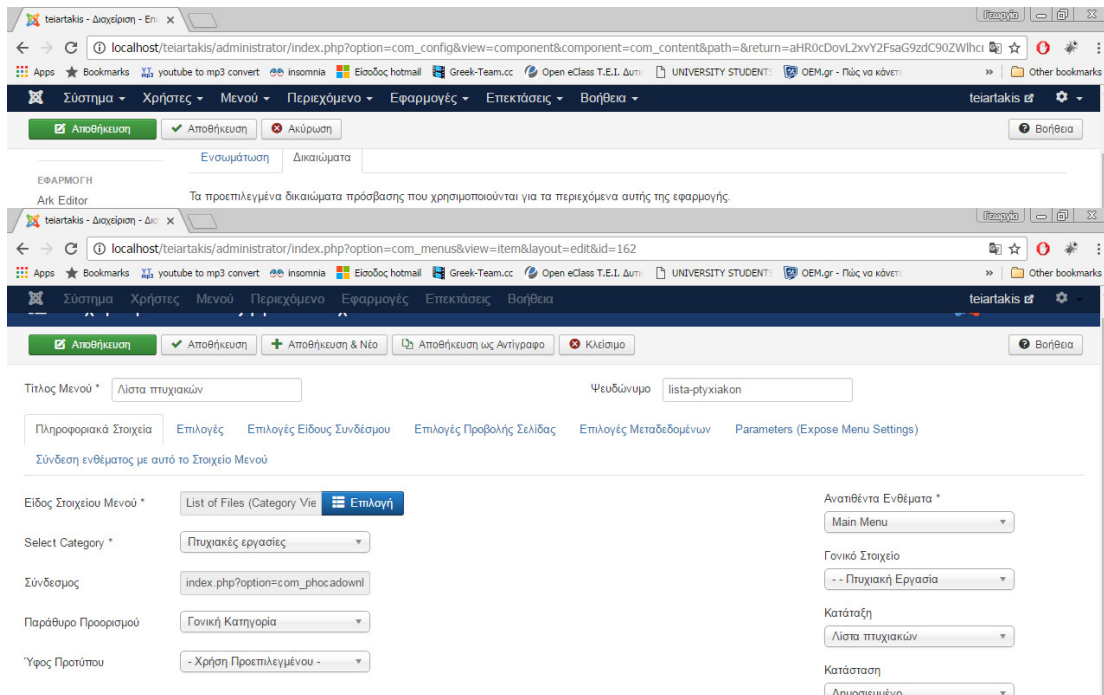 teiartakis - Διαχείριση - Επι
Γεωργία
localhost/teiartakis/administrator/index.php?option=com_config&view=component&component=com_content&path=&return=aHR0cDovL2xvY2FsaG9zdC90ZWlhci
Apps Bookmarks youtube to mp3 convert insomnia Είσοδος hotmail Greek-Team.cc Open eClass Τ.Ε.Ι. Δυτι UNIVERSITY STUDENT: OEM.gr - Πώς να κάνετε » Other bookmarks
Σύστημα Χρήστες Μενού Περιεχόμενο Εφαρμογές Επεκτάσεις Βοήθεια teiartakis
Αποθήκευση Αποθήκευση Ακύρωση Βοήθεια
Ενσωμάτωση Δικαιώματα
ΕΦΑΡΜΟΓΗ
Ark Editor Τα προεπιλεγμένα δικαιώματα πρόσβασης που χρησιμοποιούνται για τα περιεχόμενα αυτής της εφαρμογής.
teiartakis - Διαχείριση - Δια
Γεωργία
localhost/teiartakis/administrator/index.php?option=com_menus&view=item&layout=edit&id=162
Apps Bookmarks youtube to mp3 convert insomnia Είσοδος hotmail Greek-Team.cc Open eClass Τ.Ε.Ι. Δυτι UNIVERSITY STUDENT: OEM.gr - Πώς να κάνετε » Other bookmarks
Σύστημα Χρήστες Μενού Περιεχόμενο Εφαρμογές Επεκτάσεις Βοήθεια teiartakis
Αποθήκευση Αποθήκευση Αποθήκευση & Νέο Αποθήκευση ως Αντίγραφο Κλείσιμο Βοήθεια
Τίτλος Μενού * Λίστα πτυχιακών Ψευδώνυμο lista-ptyxiakon
Πληροφοριακά Στοιχεία Επιλογές Επιλογές Είδους Συνδέσμου Επιλογές Προβολής Σελίδας Επιλογές Μεταδεδομένων Parameters (Expose Menu Settings)
Σύνδεση ενθέματος με αυτό το Στοιχείο Μενού
Είδος Στοιχείου Μενού * List of Files (Category Vie Επιλογή
Ανατιθέντα Ενθέματα *
Main Menu
Select Category * Πτυχιακές εργασίες
Γονικό Στοιχείο
Σύνδεσμος index.php?option=com_phocadownl
- - Πτυχιακή Εργασία
Κατάταξη
Παράθυρο Προορισμού Γονική Κατηγορία
Λίστα πτυχιακών
Ύφος Προτύπου - Χρήση Προεπιλεγμένου -
Κατάσταση
Δημοσιευμένο